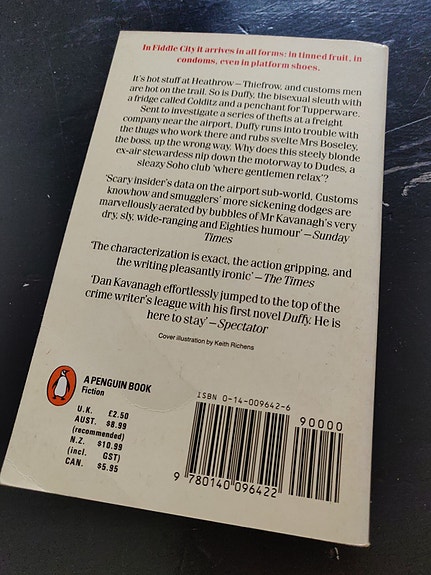 In Fiddle City it arrives in all forms: in tinned fruit, in
condoms, even in platform shoes.
It's hot stuff at Heathrow – Thiefrow, and customs men
are hot on the trail. So is Duffy, the bisexual sleuth with
a fridge called Colditz and a penchant for Tupperware.
Sent to investigate a series of thefts at a freight
company near the airport, Duffy runs into trouble with
the thugs who work there and rubs svelte Mrs Boseley,
the boss, up the wrong way. Why does this steely blonde
ex-air stewardess nip down the motorway to Dudes, a
sleazy Soho club 'where gentlemen relax'?
'Scary insider's data on the airport sub-world, Customs
knowhow and smugglers' more sickening dodges are
marvellously aerated by bubbles of Mr Kavanagh's very
dry, sly, wide-ranging and Eighties humour' – Sunday
Times
'The characterization is exact, the action gripping, and
the writing pleasantly ironic' – The Times
'Dan Kavanagh effortlessly jumped to the top of the
crime writer's league with his first novel Duffy. He is
here to stay' – Spectator
Cover illustration by Keith Richens
A PENGUIN BOOK
Fiction
U.K. £2.50
AUST. $8.99
(recommended)
N.Z. $10.99
(incl. GST)
CAN. $5.95
ISBN 0-14-009642-6
90000
9 780140 096422